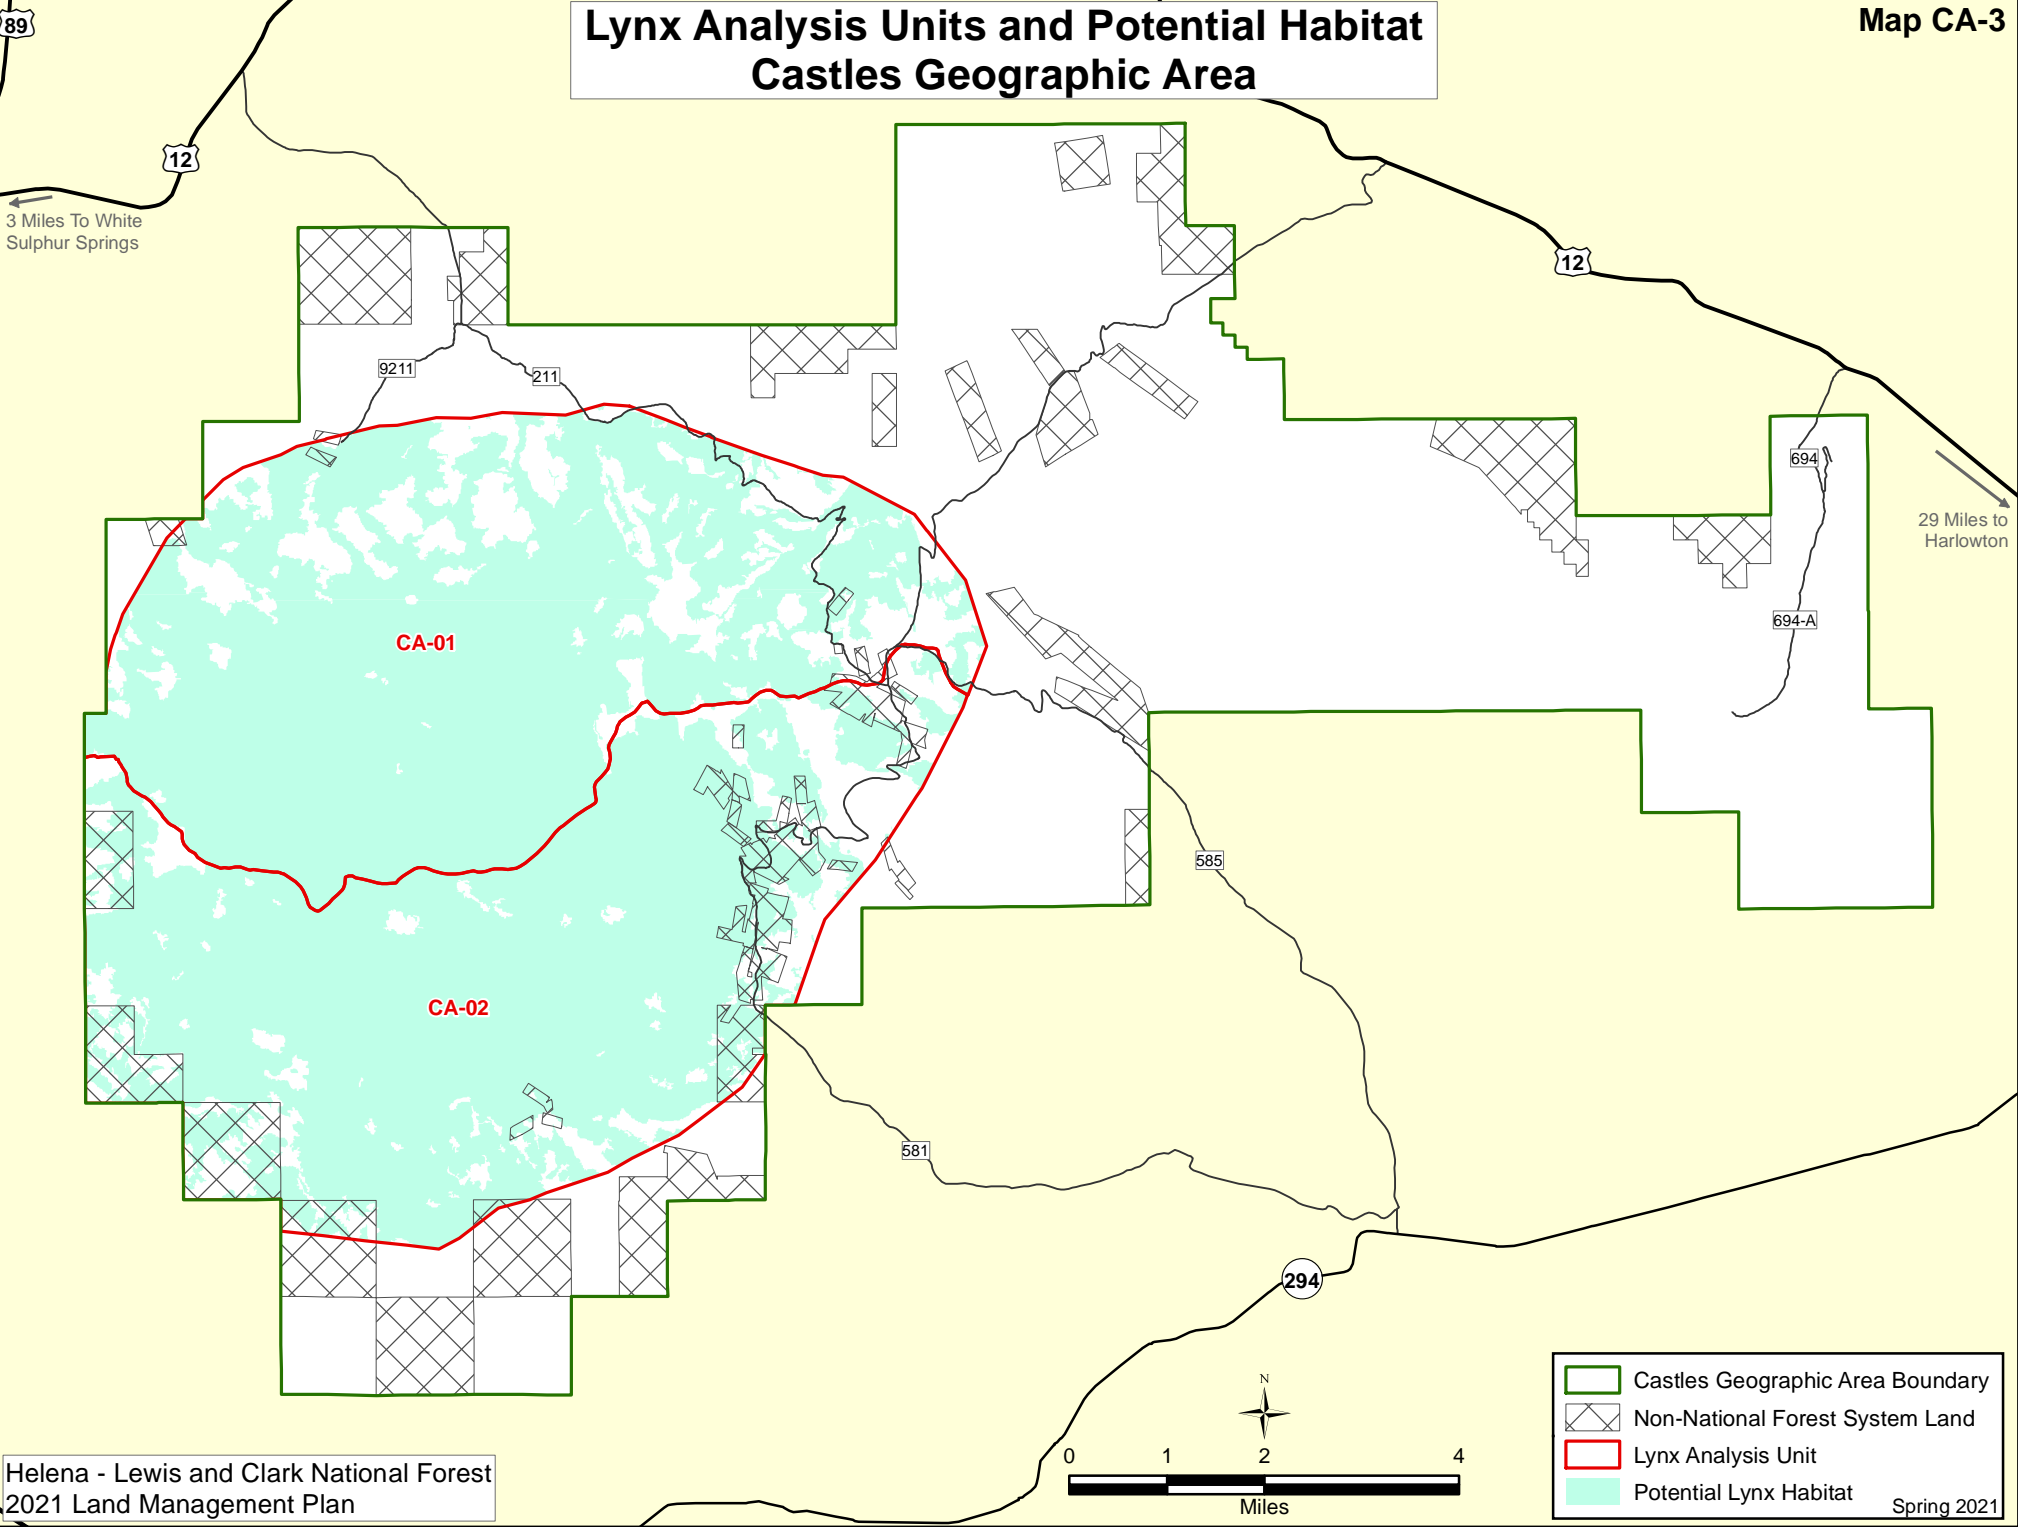 Lynx Analysis Units and Potential Habitat
Castles Geographic Area
Map CA-3
89
12
3 Miles To White
Sulphur Springs
12
9211
211
694
29 Miles to
Harlowton
694-A
CA-01
585
CA-02
581
294
N
0 1 2 4
Miles
Castles Geographic Area Boundary
Non-National Forest System Land
Lynx Analysis Unit
Potential Lynx Habitat
Spring 2021
Helena - Lewis and Clark National Forest
2021 Land Management Plan